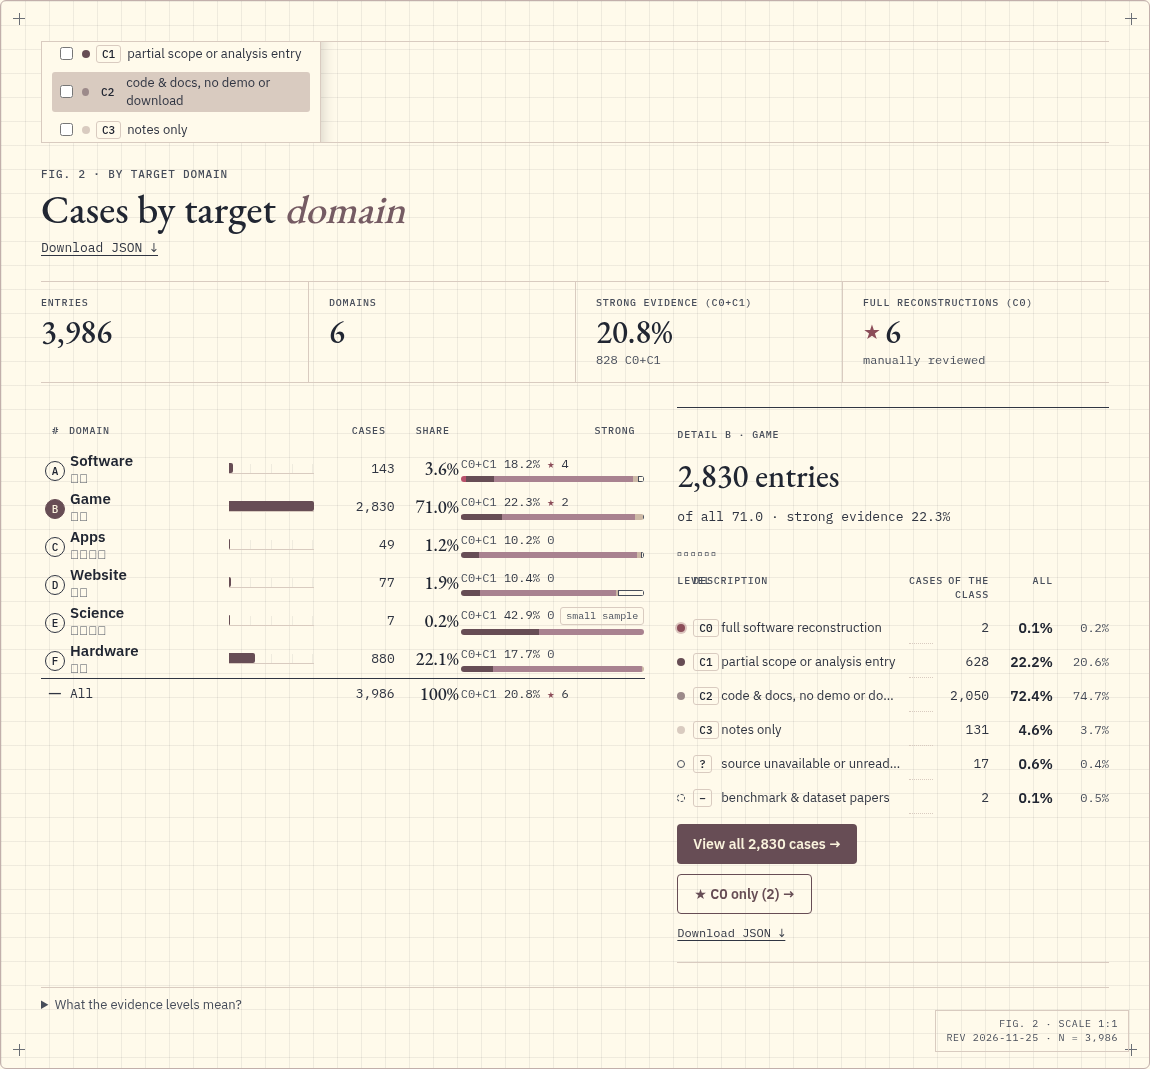 C1 partial scope or analysis entry
C2 code & docs, no demo or
download
C3 notes only
FIG. 2 · BY TARGET DOMAIN
Cases by target domain
Download JSON ↓
ENTRIES
3,986
DOMAINS
6
STRONG EVIDENCE (C0+C1)
20.8%
828 C0+C1
FULL RECONSTRUCTIONS (C0)
★ 6
manually reviewed
# DOMAIN CASES SHARE STRONG
A Software 143 3.6% C0+C1 18.2% ★ 4
B Game 2,830 71.0% C0+C1 22.3% ★ 2
C Apps 49 1.2% C0+C1 10.2% 0
D Website 77 1.9% C0+C1 10.4% 0
E Science 7 0.2% C0+C1 42.9% 0 small sample
F Hardware 880 22.1% C0+C1 17.7% 0
— All 3,986 100% C0+C1 20.8% ★ 6
DETAIL B · GAME
2,830 entries
of all 71.0 · strong evidence 22.3%
LEVEL DESCRIPTION CASES OF THE CLASS ALL
C0 full software reconstruction 2 0.1% 0.2%
C1 partial scope or analysis entry 628 22.2% 20.6%
C2 code & docs, no demo or do… 2,050 72.4% 74.7%
C3 notes only 131 4.6% 3.7%
? source unavailable or unread… 17 0.6% 0.4%
– benchmark & dataset papers 2 0.1% 0.5%
View all 2,830 cases →
★ C0 only (2) →
Download JSON ↓
▶ What the evidence levels mean?
FIG. 2 · SCALE 1:1
REV 2026-11-25 · N = 3,986